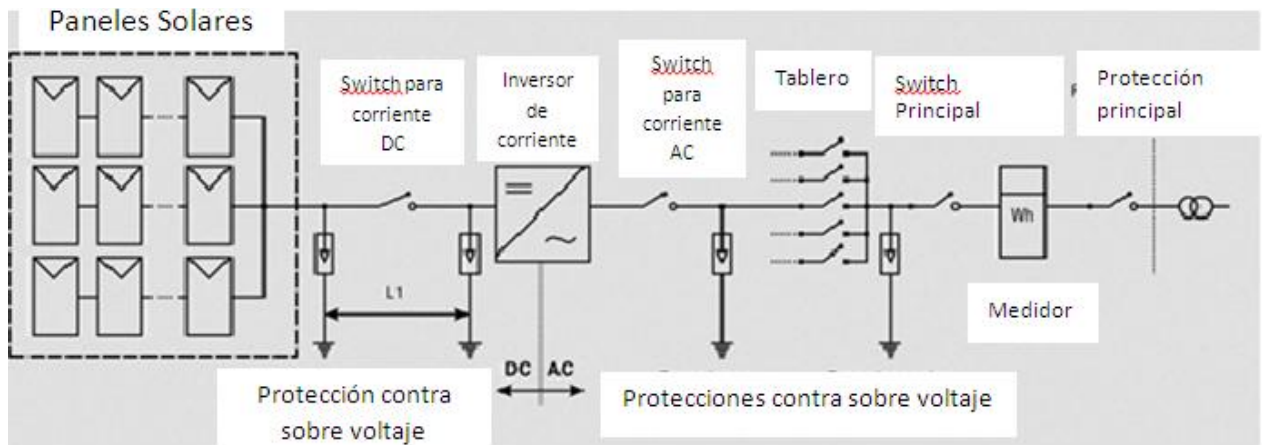 Paneles Solares
Switch para
corriente
DC
Inversor
de
corriente
Switch
para
corriente
AC
Tablero
Switch
Principal
Protección
principal
Wh
L1
Medidor
DC AC
Protección contra
sobre voltaje
Protecciones contra sobre voltaje